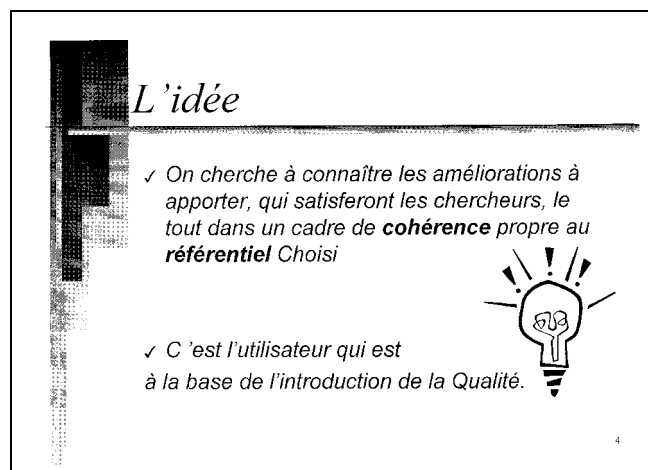 L’idée
✓ On cherche à connaître les améliorations à
apporter, qui satisferont les chercheurs, le
tout dans un cadre de cohérence propre au
référentiel Choisi
✓ C ’est l’utilisateur qui est
à la base de l’introduction de la Qualité.
4